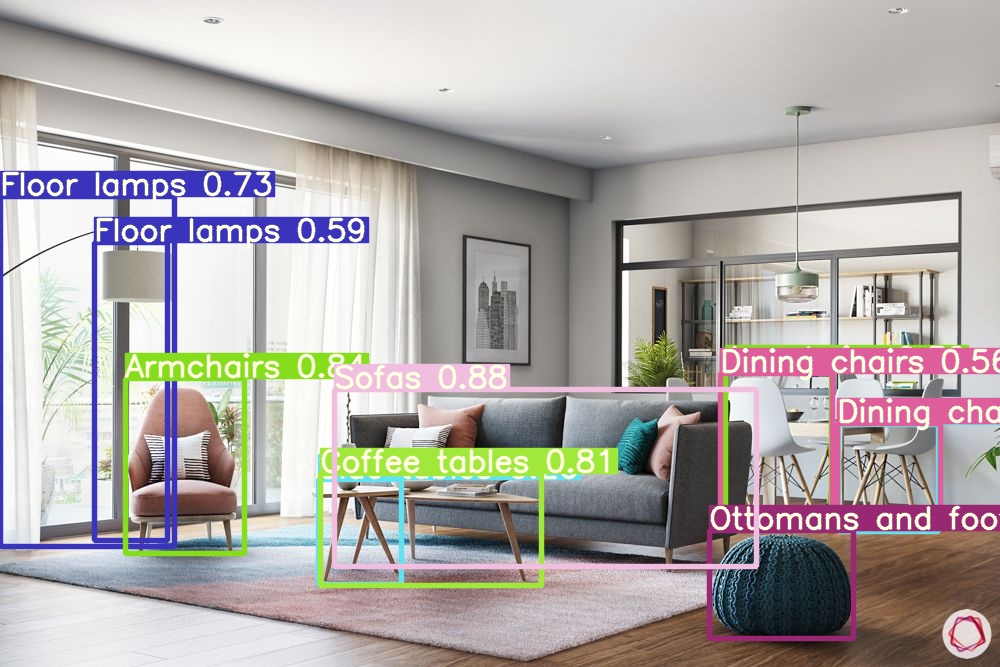 Floor lamps 0.73
Floor lamps 0.59
Armchairs 0.84
Sofas 0.88
Dining chairs 0.56
Dining cha
Coffee tables 0.81
Ottomans and foo